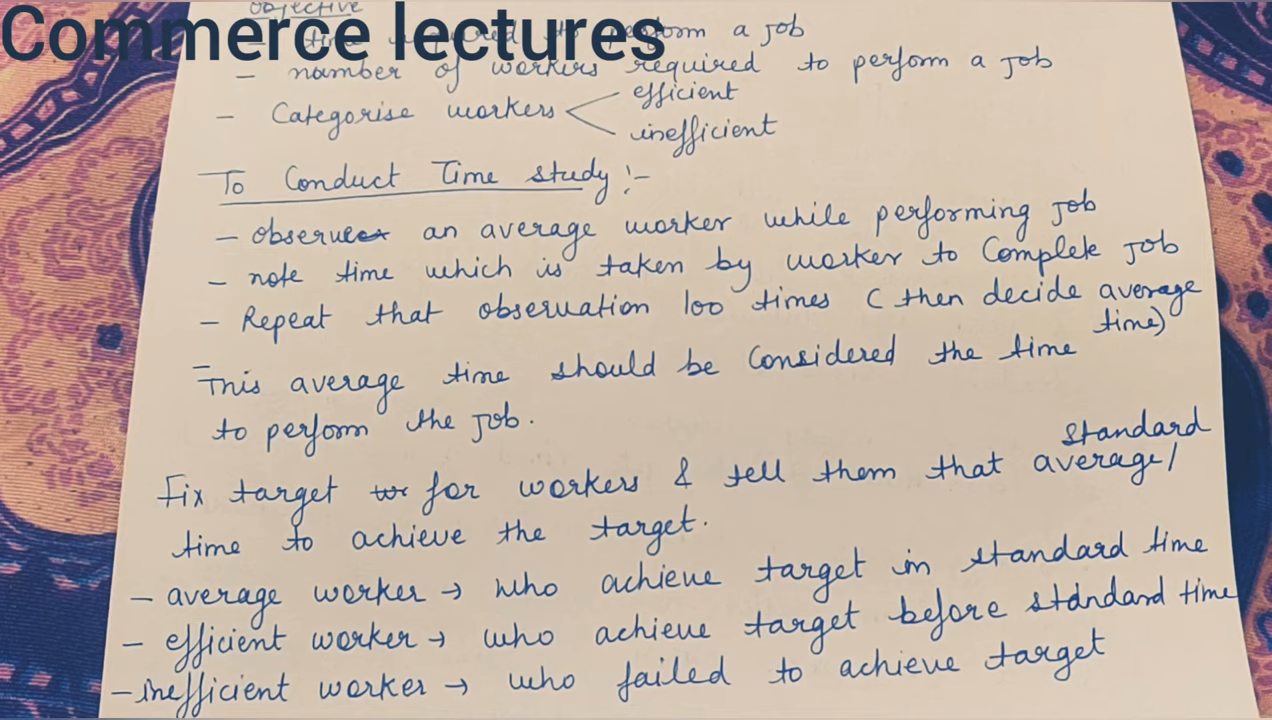 Objective
Commerce lectures
- time required to perform a job
- number of workers required to perform a Job
- Categorise workers < efficient
inefficient
To Conduct Time study :-
- observe an average worker while performing Job
- note time which is taken by worker to Complete Job
- Repeat that observation 100 times ( then decide average time)
- This average time should be Considered the time
to perform the Job.
standard
Fix target for workers & tell them that average/
time to achieve the target.
- average worker → who achieve target in standard time
- efficient worker → who achieve target before standard time
- inefficient worker → who failed to achieve target